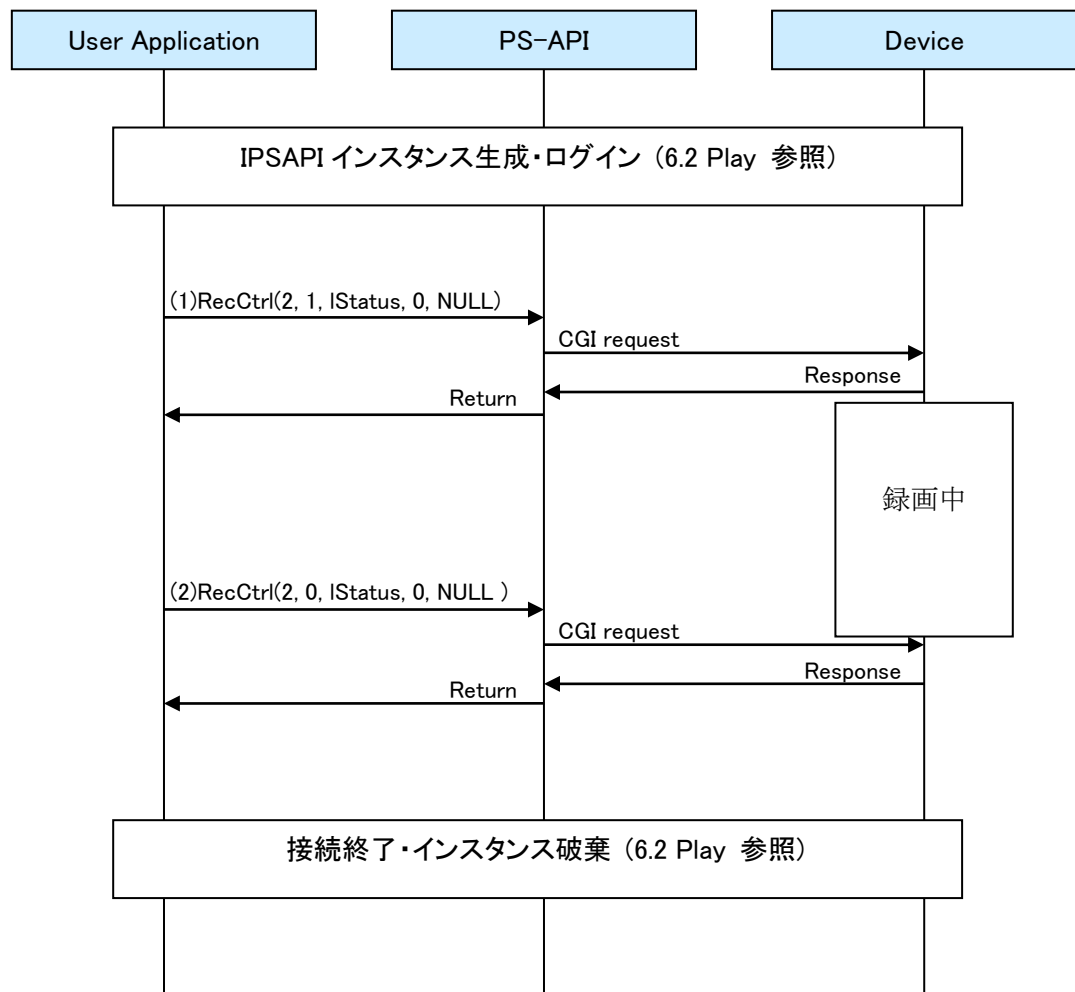 User Application
PS-API
Device
IPSAPI インスタンス生成・ログイン (6.2 Play 参照)
(1)RecCtrl(2, 1, lStatus, 0, NULL)
CGI request
Response
Return
録画中
(2)RecCtrl(2, 0, lStatus, 0, NULL )
CGI request
Response
Return
接続終了・インスタンス破棄 (6.2 Play 参照)